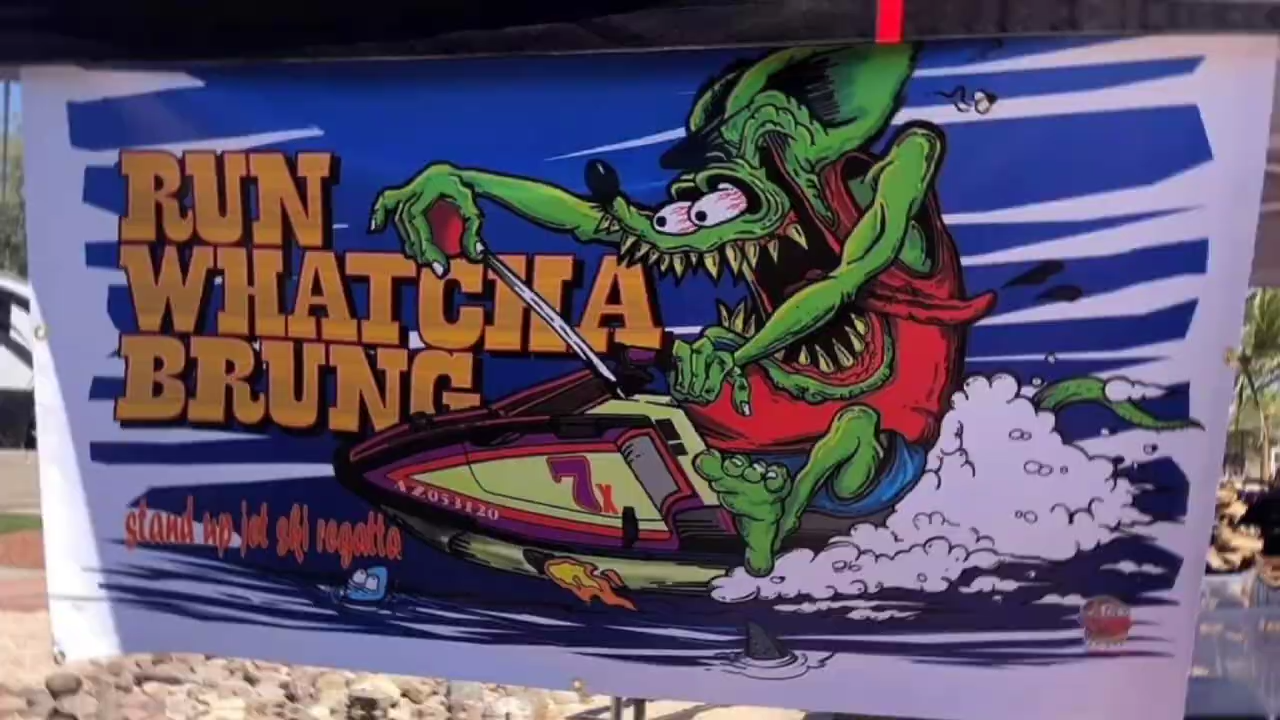 RUN
WHATCHA
BRUNG
stand up jet ski regatta
7x
AZ053120